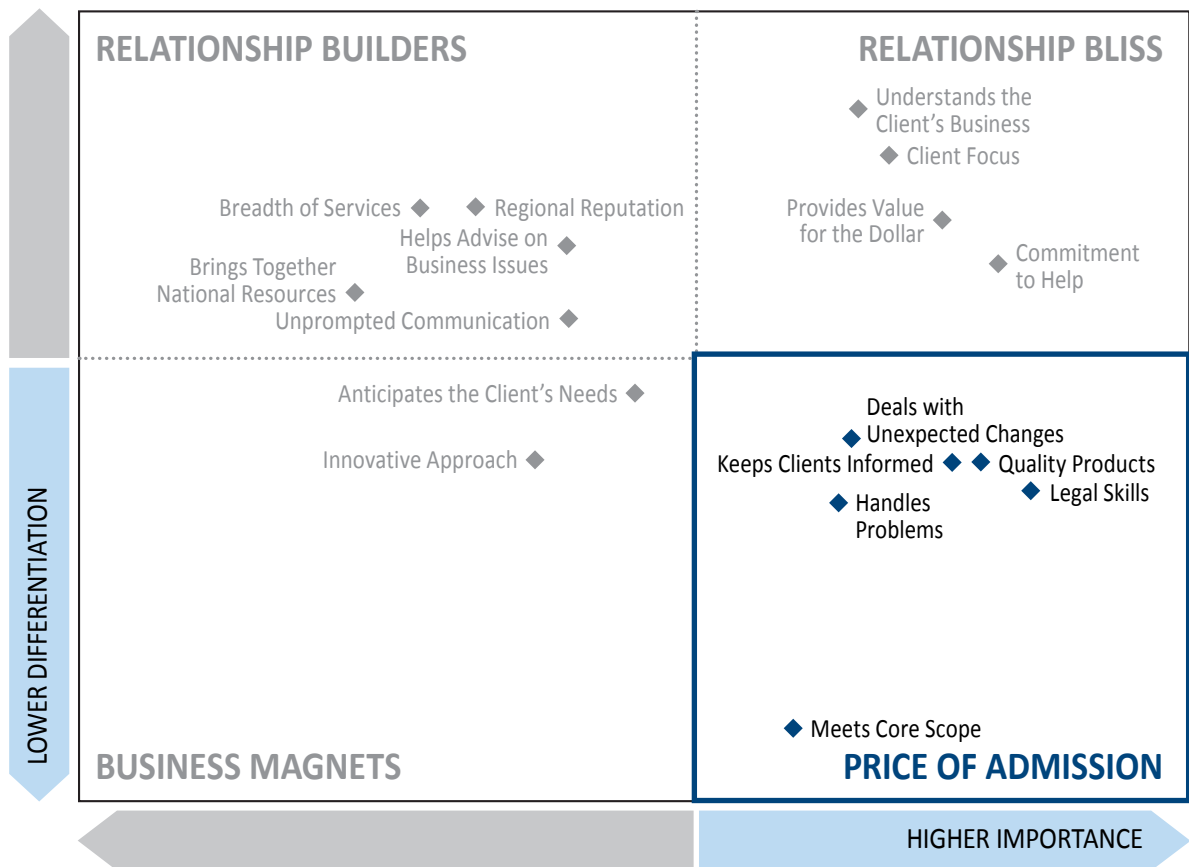 RELATIONSHIP BUILDERS
RELATIONSHIP BLISS
Understands the
Client’s Business
Client Focus
Breadth of Services
Regional Reputation
Provides Value
for the Dollar
Helps Advise on
Business Issues
Commitment
to Help
Brings Together
National Resources
Unprompted Communication
Anticipates the Client’s Needs
Innovative Approach
Deals with
Unexpected Changes
Keeps Clients Informed
Quality Products
Legal Skills
Handles
Problems
Meets Core Scope
BUSINESS MAGNETS
PRICE OF ADMISSION
LOWER DIFFERENTIATION
HIGHER IMPORTANCE